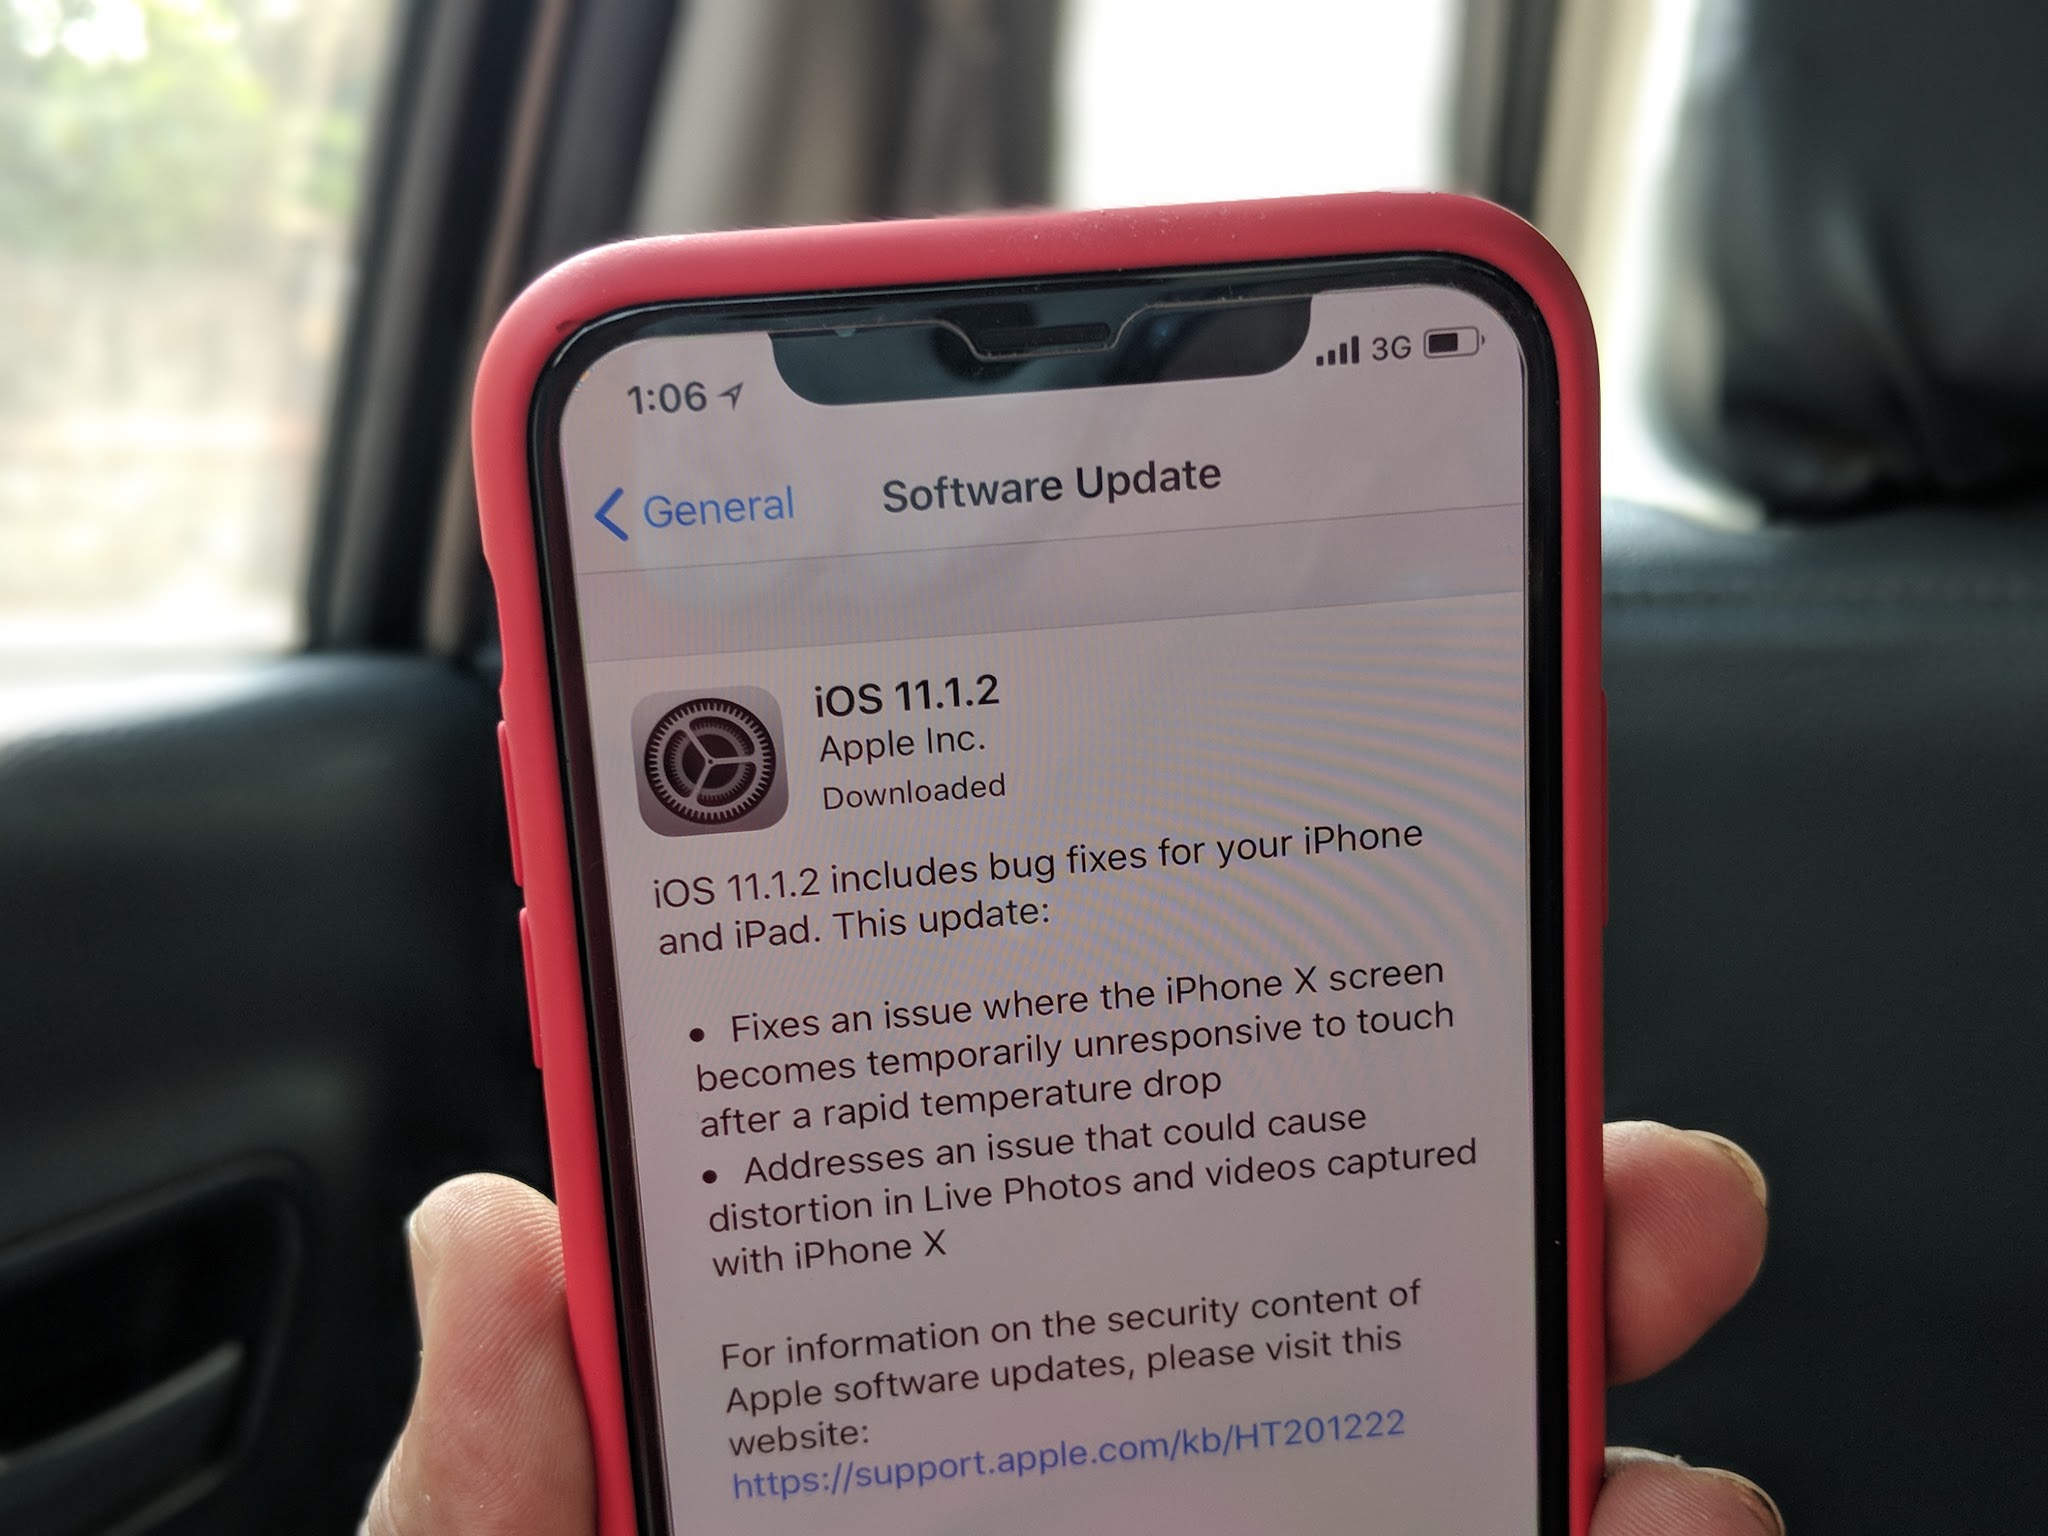 1:06
3G
General
Software Update
iOS 11.1.2
Apple Inc.
Downloaded
iOS 11.1.2 includes bug fixes for your iPhone
and iPad. This update:
• Fixes an issue where the iPhone X screen
becomes temporarily unresponsive to touch
after a rapid temperature drop
• Addresses an issue that could cause
distortion in Live Photos and videos captured
with iPhone X
For information on the security content of
Apple software updates, please visit this
website:
https://support.apple.com/kb/HT201222